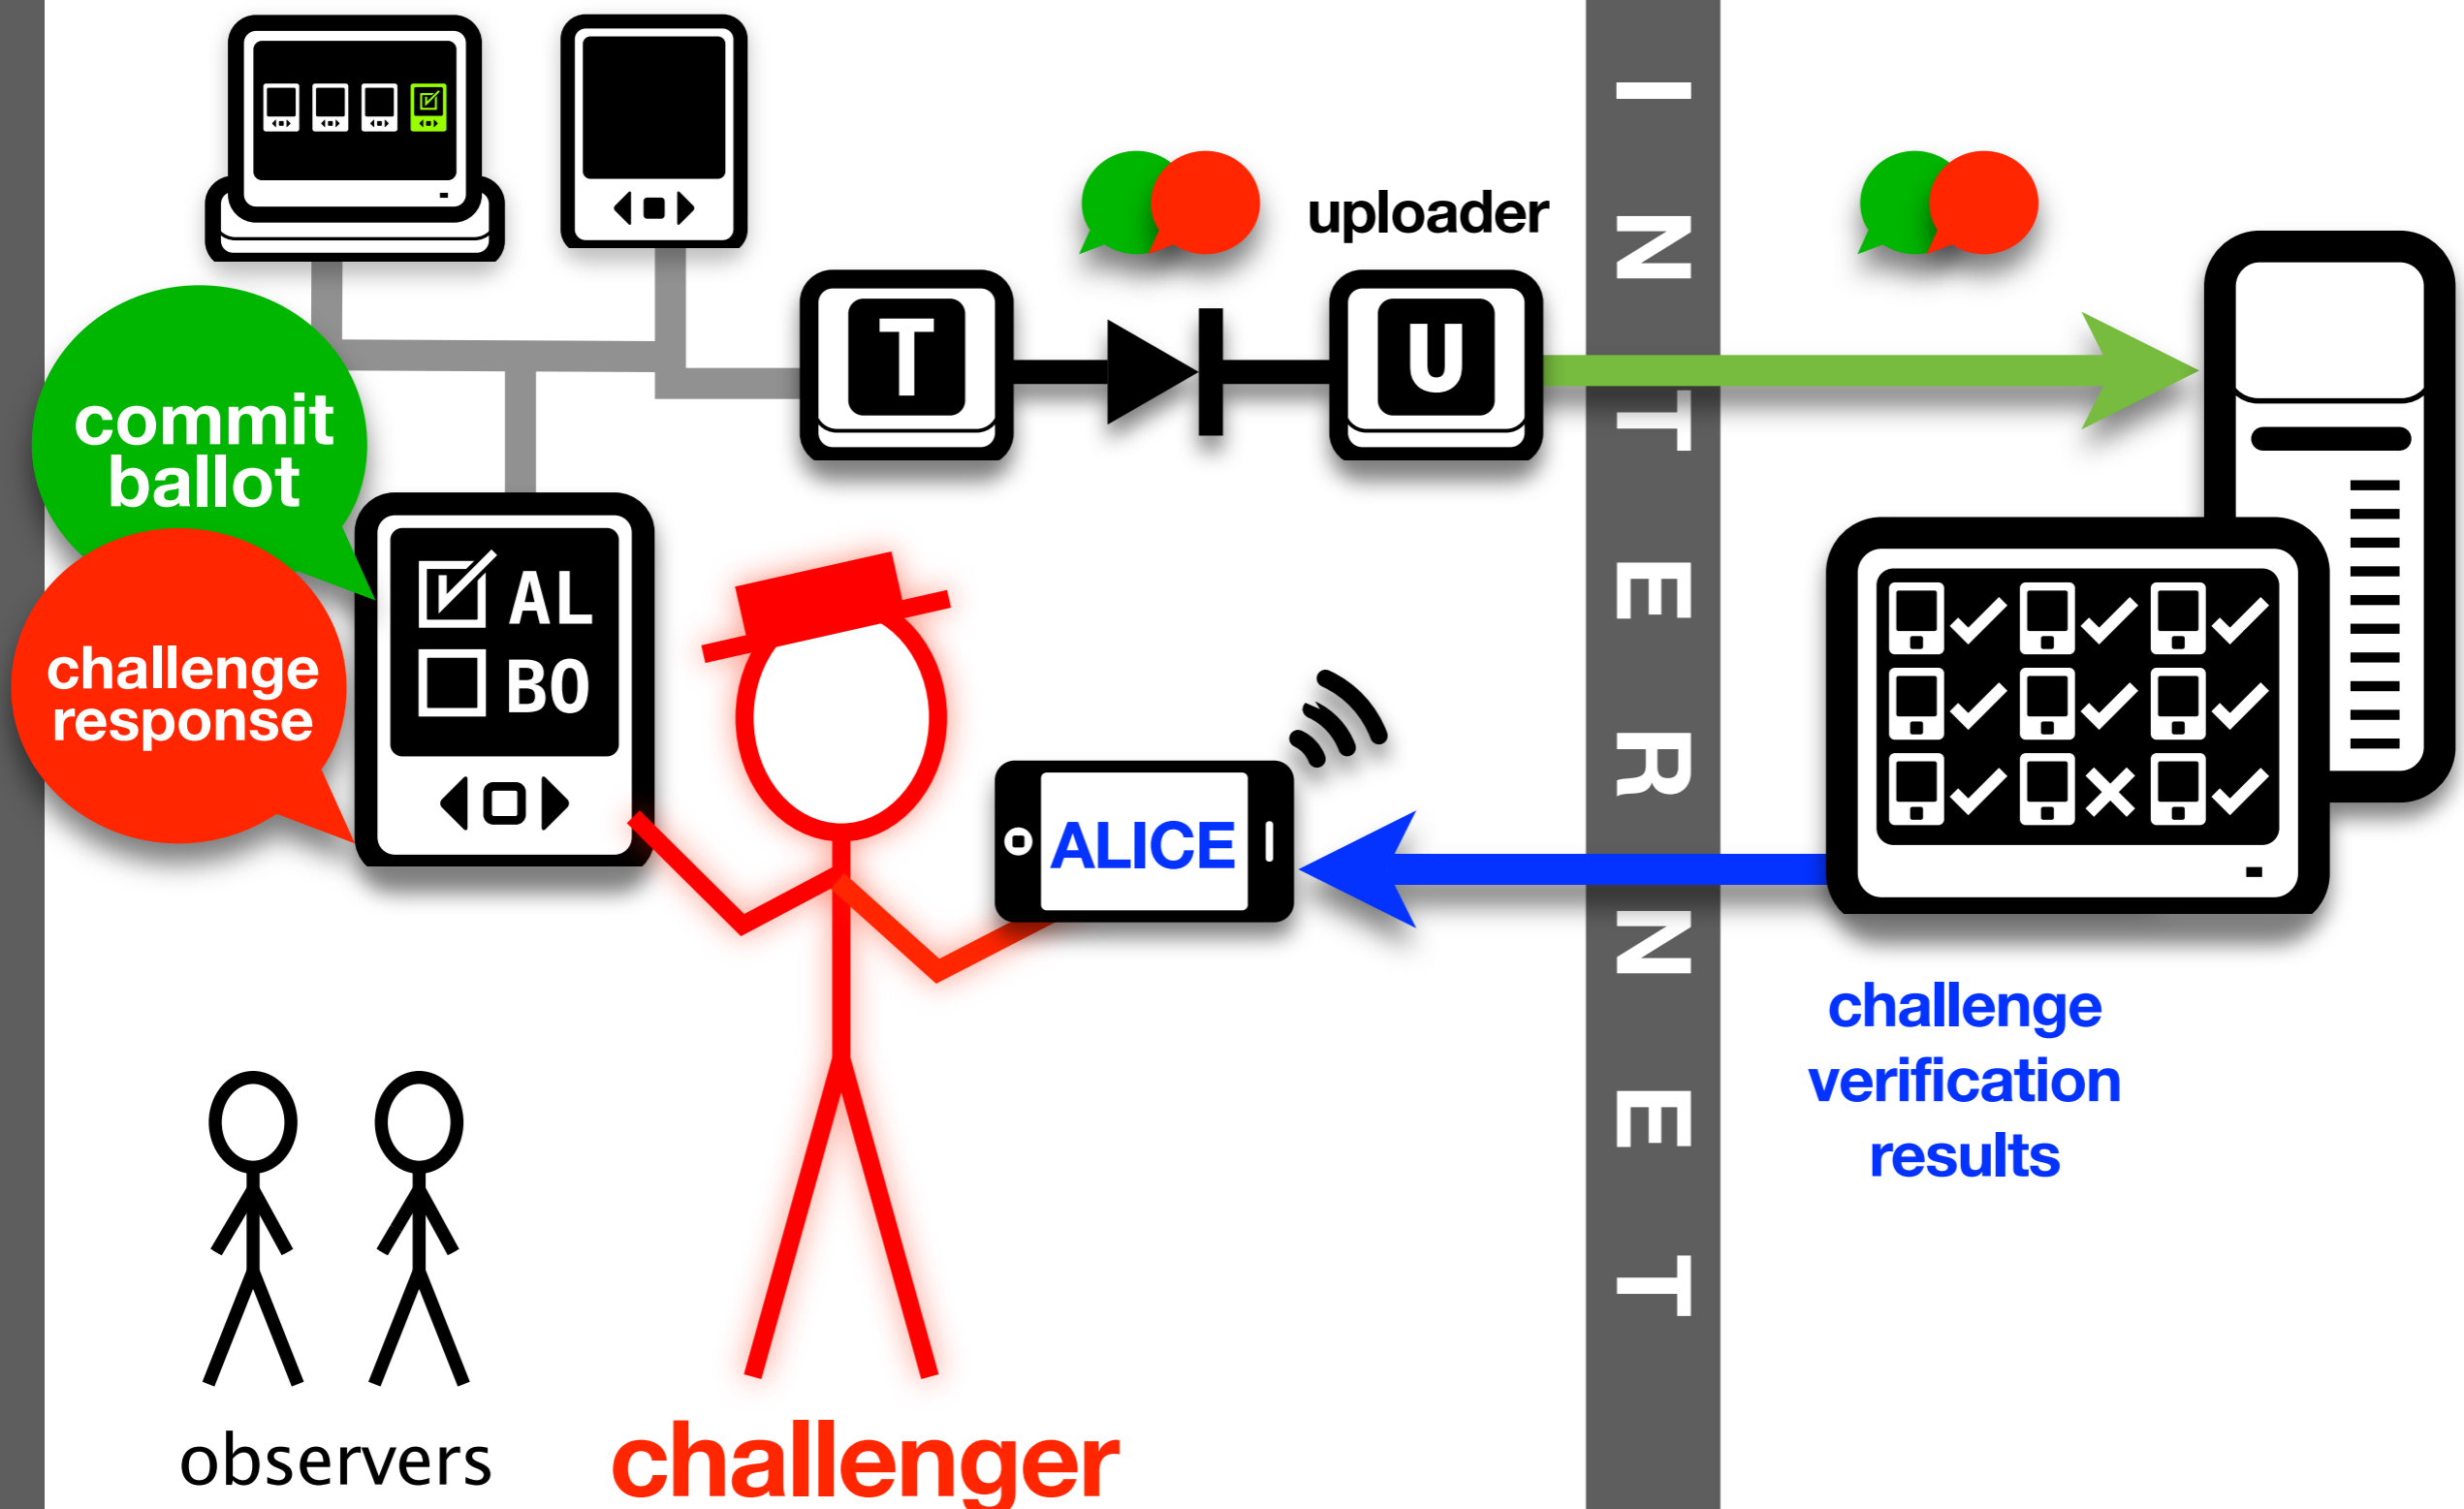 commit
ballot
challenge
response
AL
BO
T
uploader
U
INTERNET
ALICE
challenge
verification
results
observers
challenger